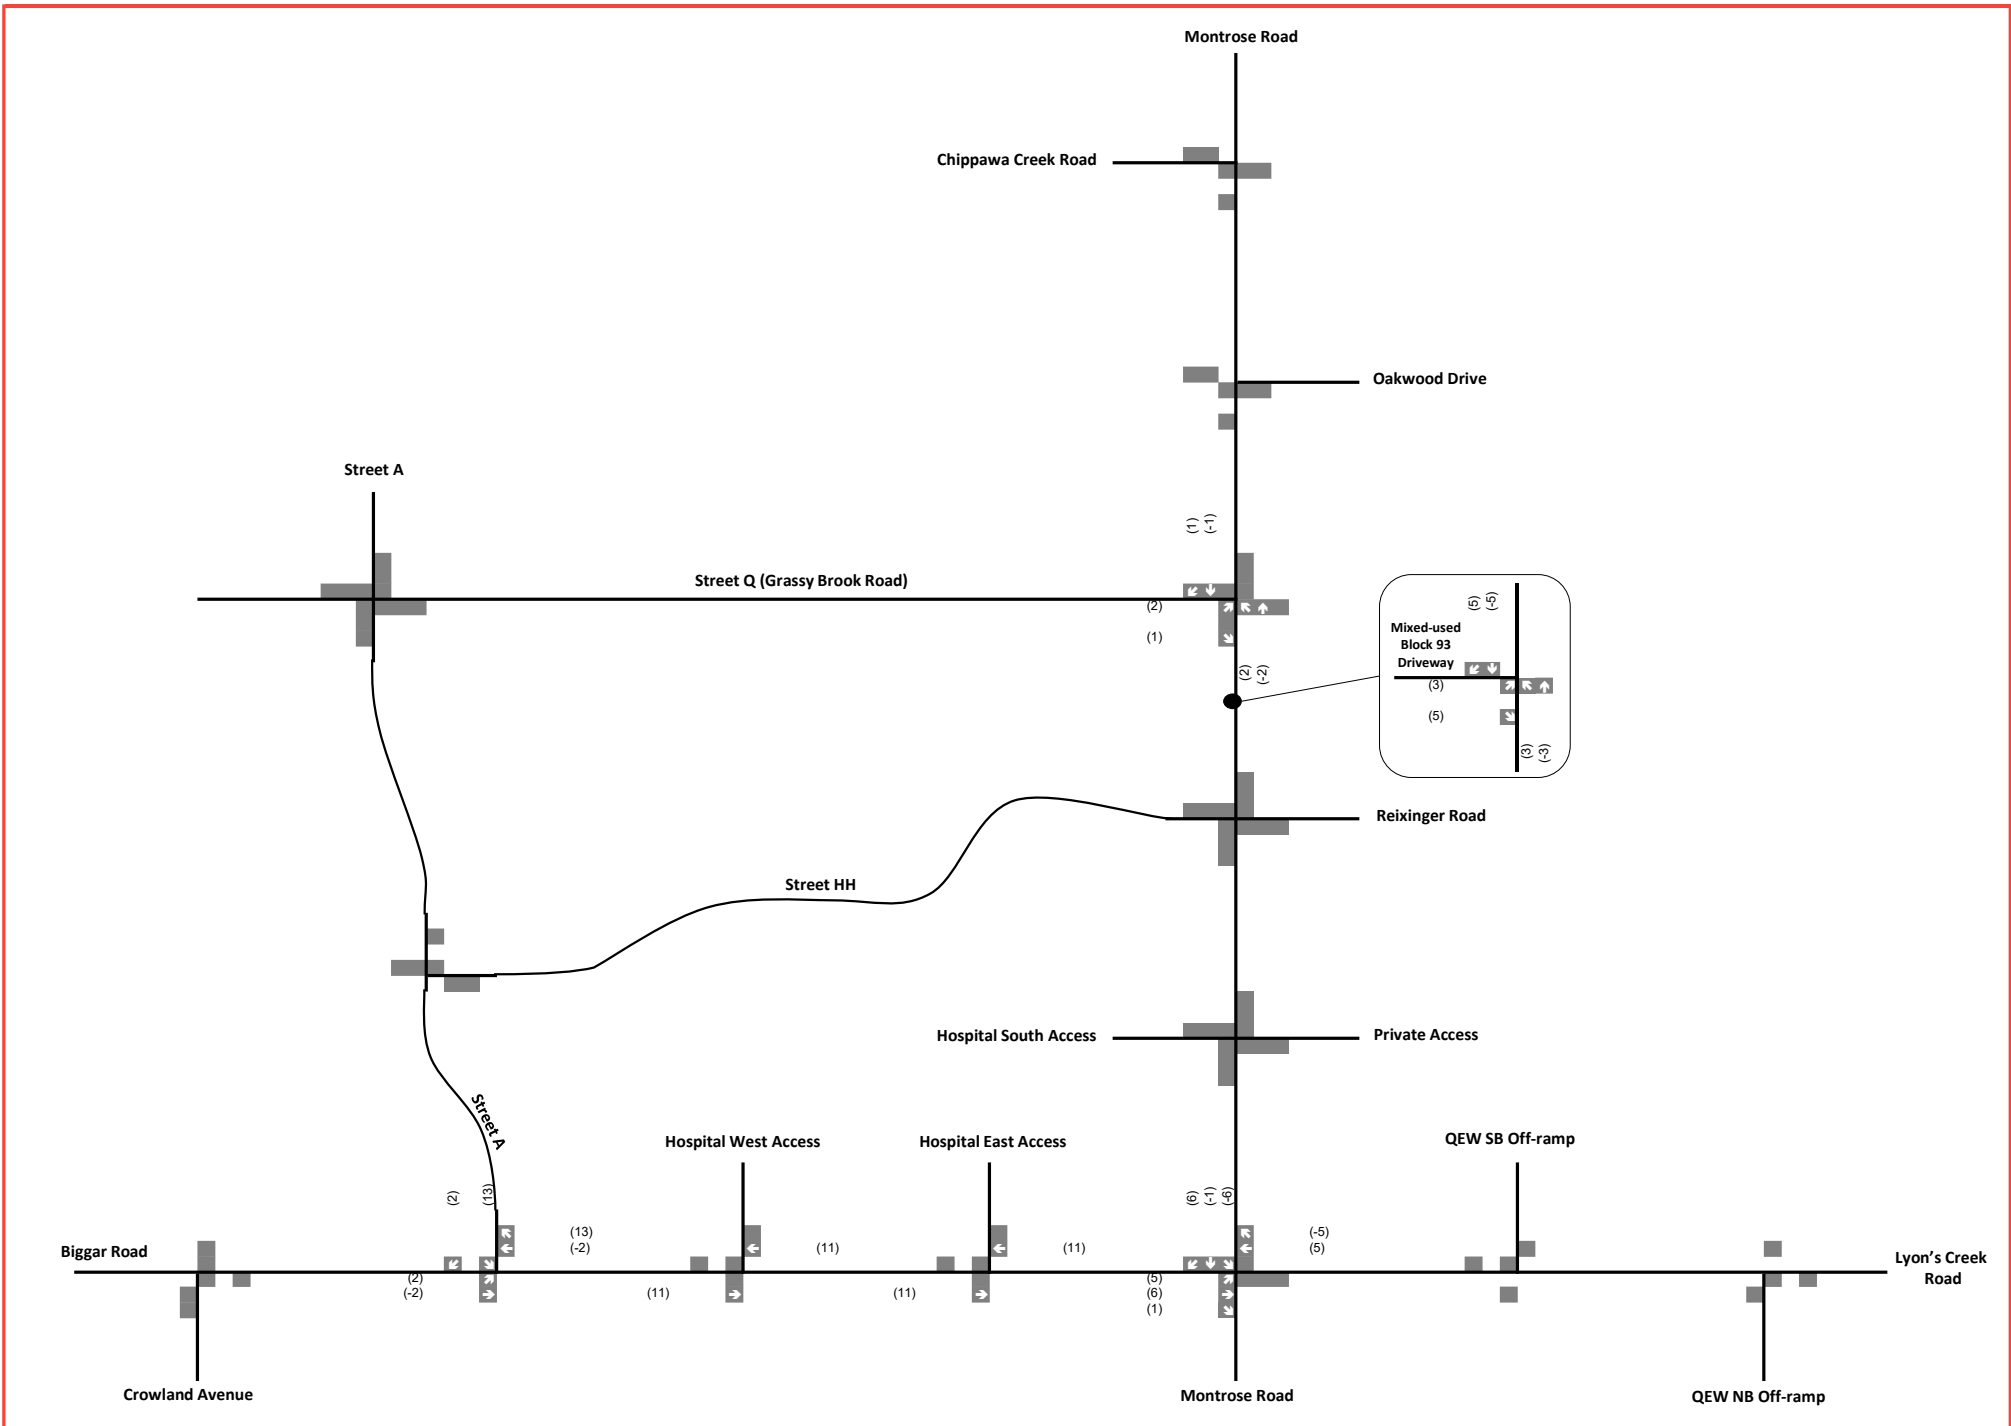 Montrose Road
Chippawa Creek Road
Oakwood Drive
Street A
(1)
(-1)
Street Q (Grassy Brook Road)
(2)
(1)
(2)
(-2)
(5)
(-5)
Mixed-used
Block 93
Driveway
(3)
(5)
(3)
(-3)
Reixinger Road
Street HH
Hospital South Access
Private Access
Street A
Hospital West Access
Hospital East Access
QEW SB Off-ramp
(2)
(13)
(6)
(-1)
(-6)
(13)
(-2)
(11)
(11)
(-5)
(5)
Biggar Road
Lyon's Creek
Road
(2)
(-2)
(11)
(11)
(5)
(6)
(1)
Crowland Avenue
Montrose Road
QEW NB Off-ramp